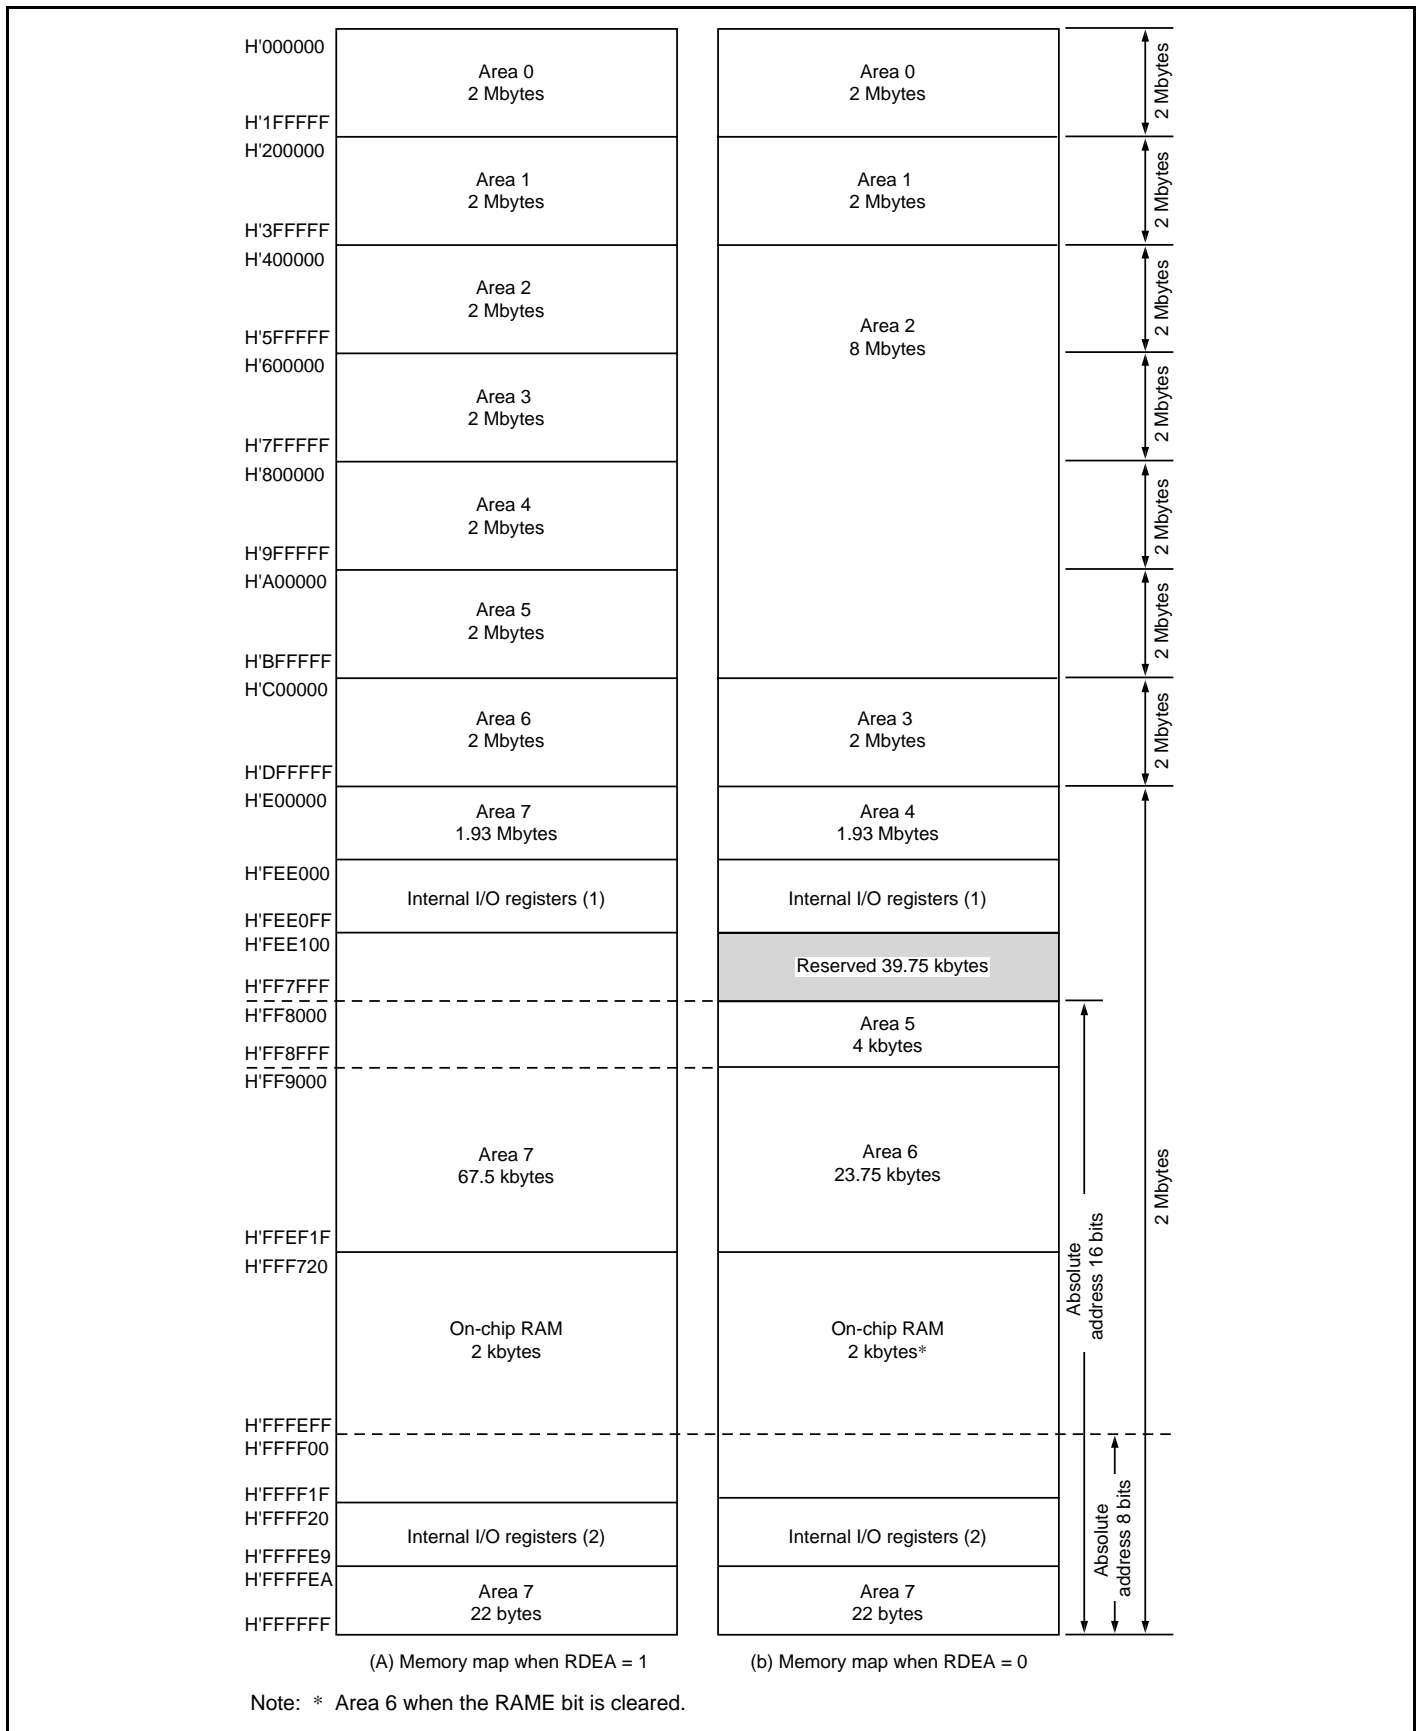 H'000000
Area 0
2 Mbytes
Area 0
2 Mbytes
2 Mbytes
H'1FFFFF
H'200000
Area 1
2 Mbytes
Area 1
2 Mbytes
2 Mbytes
H'3FFFFF
H'400000
Area 2
2 Mbytes
Area 2
8 Mbytes
2 Mbytes
H'5FFFFF
H'600000
Area 3
2 Mbytes
2 Mbytes
H'7FFFFF
H'800000
Area 4
2 Mbytes
2 Mbytes
H'9FFFFF
H'A00000
Area 5
2 Mbytes
2 Mbytes
H'BFFFFF
H'C00000
Area 6
2 Mbytes
Area 3
2 Mbytes
2 Mbytes
H'DFFFFF
H'E00000
Area 7
1.93 Mbytes
Area 4
1.93 Mbytes
H'FEE000
Internal I/O registers (1)
Internal I/O registers (1)
H'FEE0FF
H'FEE100
Reserved 39.75 kbytes
H'FF7FFF
H'FF8000
Area 5
4 kbytes
H'FF8FFF
H'FF9000
Area 7
67.5 kbytes
Area 6
23.75 kbytes
2 Mbytes
H'FFEF1F
H'FFF720
Absolute
address 16 bits
On-chip RAM
2 kbytes
On-chip RAM
2 kbytes*
H'FFFEFF
H'FFFF00
H'FFFF1F
H'FFFF20
Internal I/O registers (2)
Internal I/O registers (2)
Absolute
address 8 bits
H'FFFFE9
H'FFFFEA
Area 7
22 bytes
Area 7
22 bytes
H'FFFFFF
(A) Memory map when RDEA = 1
(b) Memory map when RDEA = 0
Note: * Area 6 when the RAME bit is cleared.